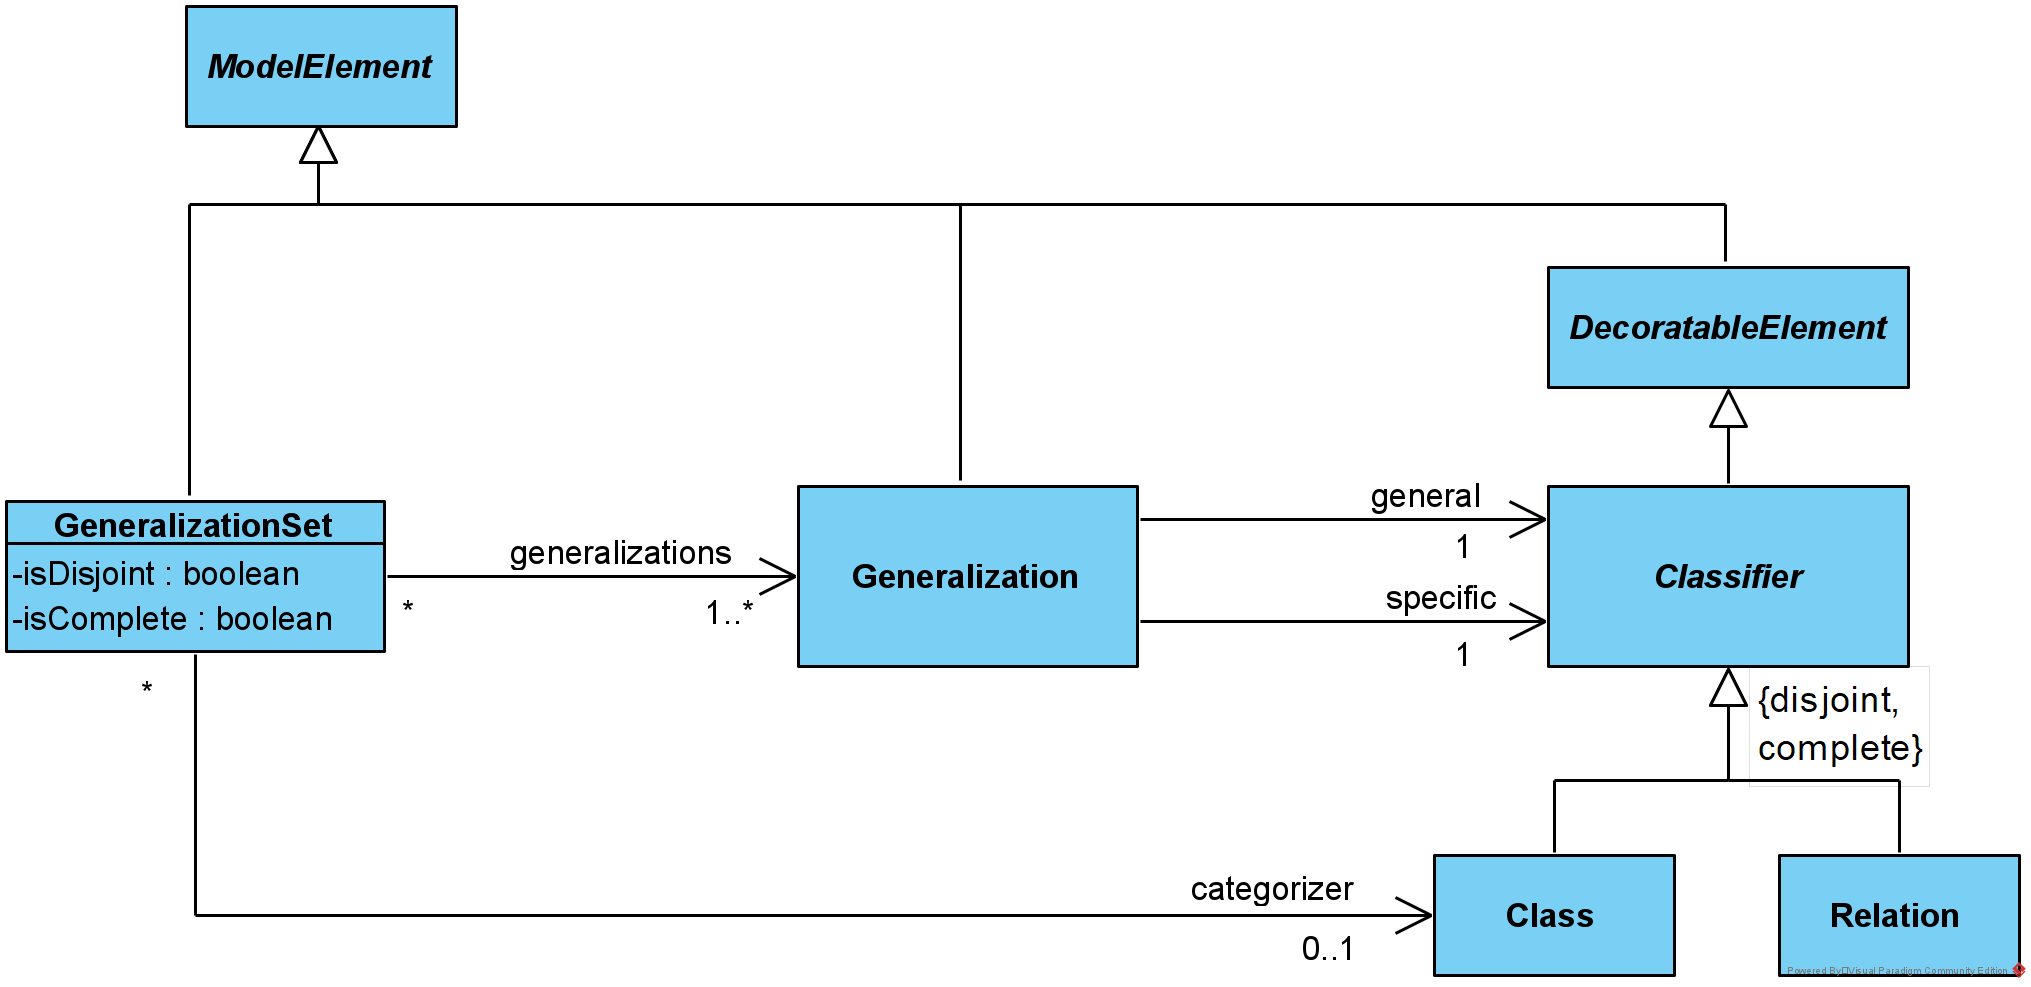 ModelElement
DecoratableElement
GeneralizationSet
-isDisjoint : boolean
-isComplete : boolean
generalizations
*
1..*
Generalization
general
1
specific
1
Classifier
*
{disjoint,
complete}
categorizer
0..1
Class
Relation
Powered By Visual Paradigm Community Edition